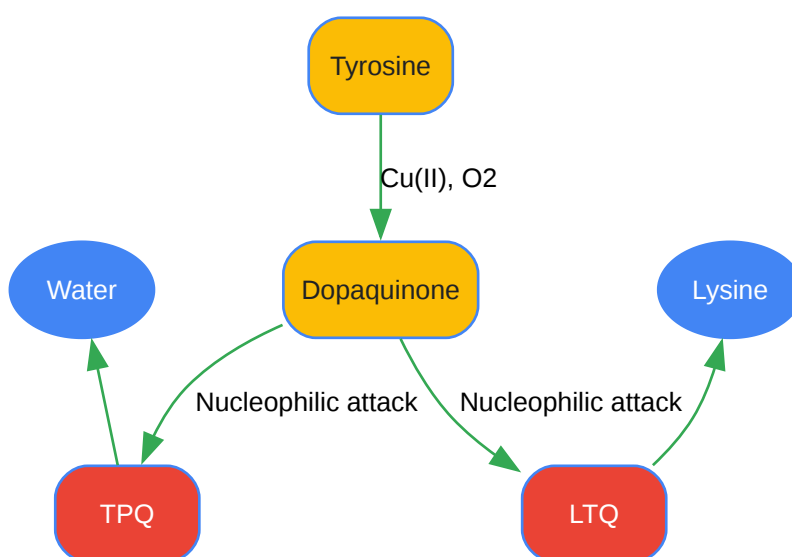 Tyrosine
Cu(II), O2
Water
Dopaquinone
Lysine
Nucleophilic attack
Nucleophilic attack
TPQ
LTQ